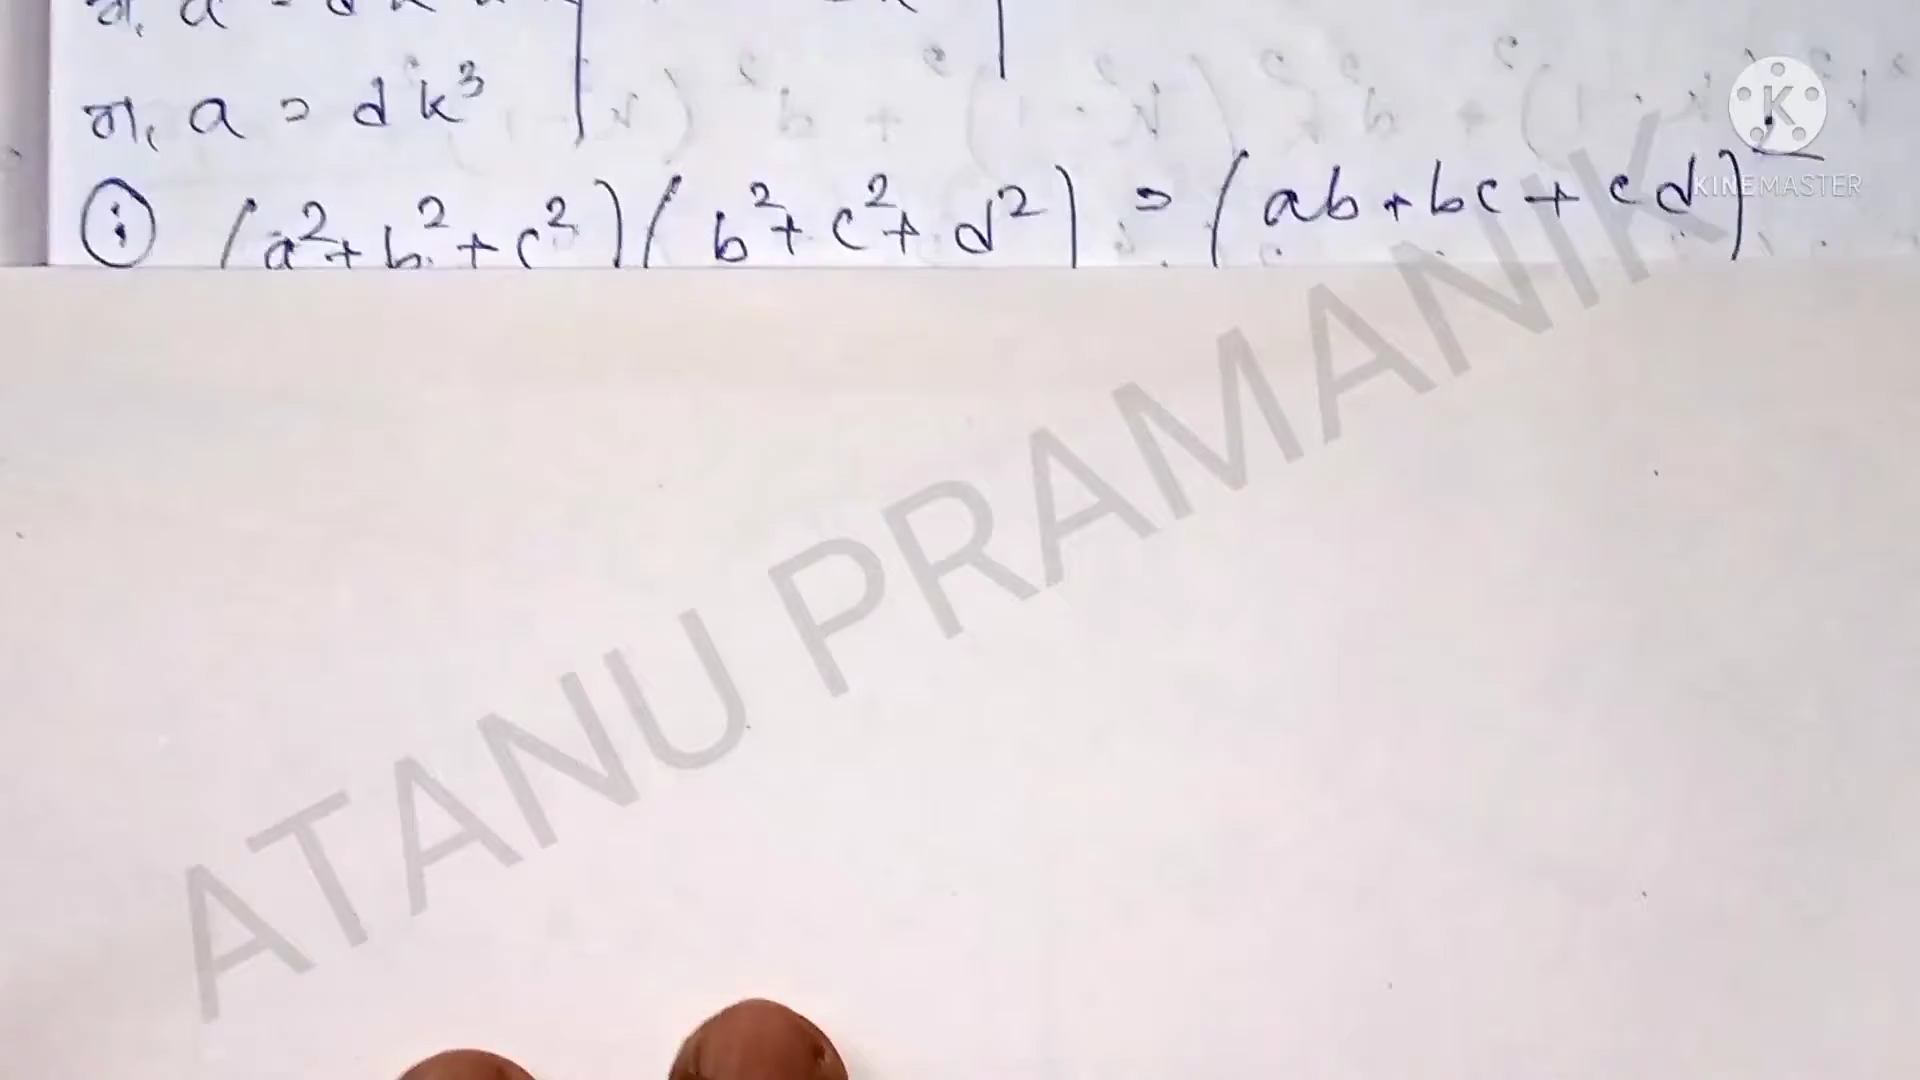 বা, a = dk³
KINEMASTER
(i) (a² + b² + c²) (b² + c² + d²) = (ab + bc + cd)²
ATANU PRAMANIK